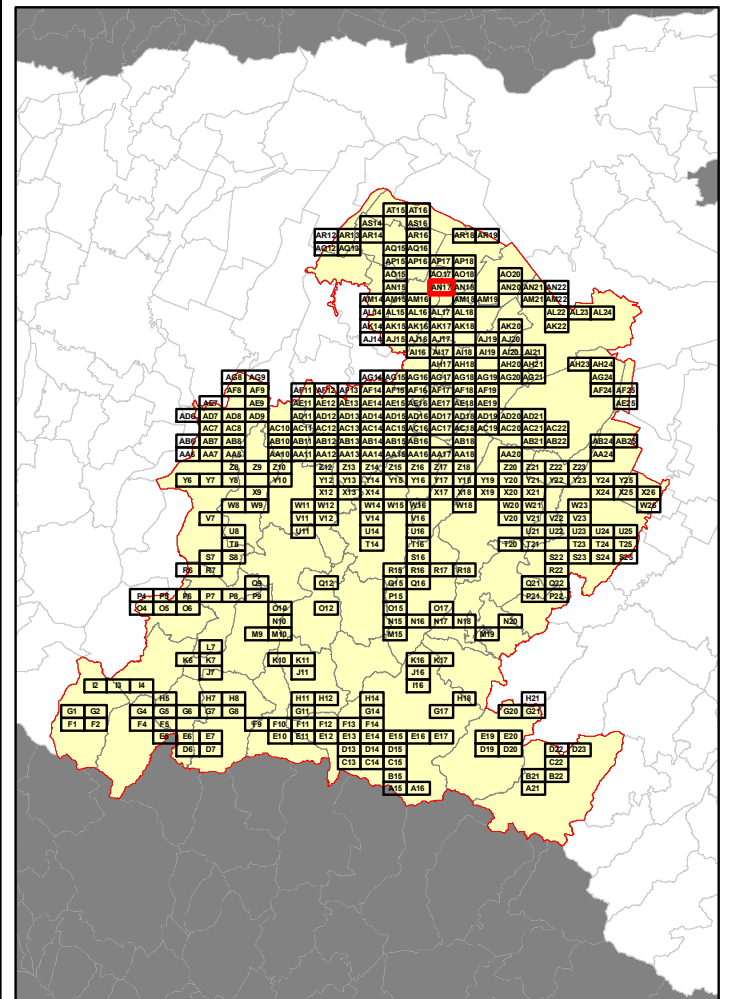 AT15 AT16
AS14 AS16
AR12 AR13 AR14 AR16 AR18 AR19
AQ12 AQ13 AQ15 AQ16
AP15 AP16 AP17 AP18
AO15 AO17 AO18 AO20
AN15 AN17 AN18 AN20 AN21 AN22
AM14 AM15 AM16 AM18 AM19 AM21 AM22
AL14 AL15 AL16 AL17 AL18 AL22 AL23 AL24
AK14 AK15 AK16 AK17 AK18 AK20 AK22
AJ14 AJ15 AJ16 AJ17 AJ19 AJ20
AI16 AI17 AI18 AI19 AI20 AI21
AH17 AH18 AH20 AH21 AH23 AH24
AG8 AG9 AG14 AG15 AG16 AG17 AG18 AG19 AG20 AG21 AG24
AF8 AF9 AF11 AF12 AF13 AF14 AF15 AF16 AF17 AF18 AF19 AF24 AF25
AE7 AE9 AE11 AE12 AE13 AE14 AE15 AE16 AE17 AE18 AE19 AE25
AD6 AD7 AD8 AD9 AD11 AD12 AD13 AD14 AD15 AD16 AD17 AD18 AD19 AD20 AD21
AC7 AC8 AC10 AC11 AC12 AC13 AC14 AC15 AC16 AC17 AC18 AC19 AC20 AC21 AC22
AB6 AB7 AB8 AB10 AB11 AB12 AB13 AB14 AB15 AB16 AB18 AB21 AB22 AB24 AB25
AA6 AA7 AA8 AA10 AA11 AA12 AA13 AA14 AA15 AA16 AA17 AA18 AA20 AA24
Z8 Z9 Z10 Z12 Z13 Z14 Z15 Z16 Z17 Z18 Z20 Z21 Z22 Z23
Y6 Y7 Y8 Y10 Y12 Y13 Y14 Y15 Y16 Y17 Y18 Y19 Y20 Y21 Y22 Y23 Y24 Y25
X9 X12 X13 X14 X17 X18 X19 X20 X21 X24 X25 X26
W8 W9 W11 W12 W14 W15 W16 W18 W20 W21 W23 W26
V7 V11 V12 V14 V16 V20 V21 V22 V23
U8 U11 U14 U16 U21 U22 U23 U24 U25
T8 T14 T16 T20 T21 T23 T24 T25
S7 S8 S16 S22 S23 S24 S25
R6 R7 R15 R16 R17 R18 R22
Q9 Q12 Q15 Q16 Q21 Q22
P4 P5 P6 P7 P8 P9 P15 P21 P22
O4 O5 O6 O10 O12 O15 O17
N10 N15 N16 N17 N18 N20
M9 M10 M15 M19
L7
K6 K7 K10 K11 K16 K17
J7 J11 J16
I2 I3 I4 I16
H5 H7 H8 H11 H12 H14 H18 H21
G1 G2 G4 G5 G6 G7 G8 G11 G14 G17 G20 G21
F1 F2 F4 F5 F9 F10 F11 F12 F13 F14
E5 E6 E7 E10 E11 E12 E13 E14 E15 E16 E17 E19 E20
D6 D7 D13 D14 D15 D19 D20 D22 D23
C13 C14 C15 C22
B15 B21 B22
A15 A16 A21